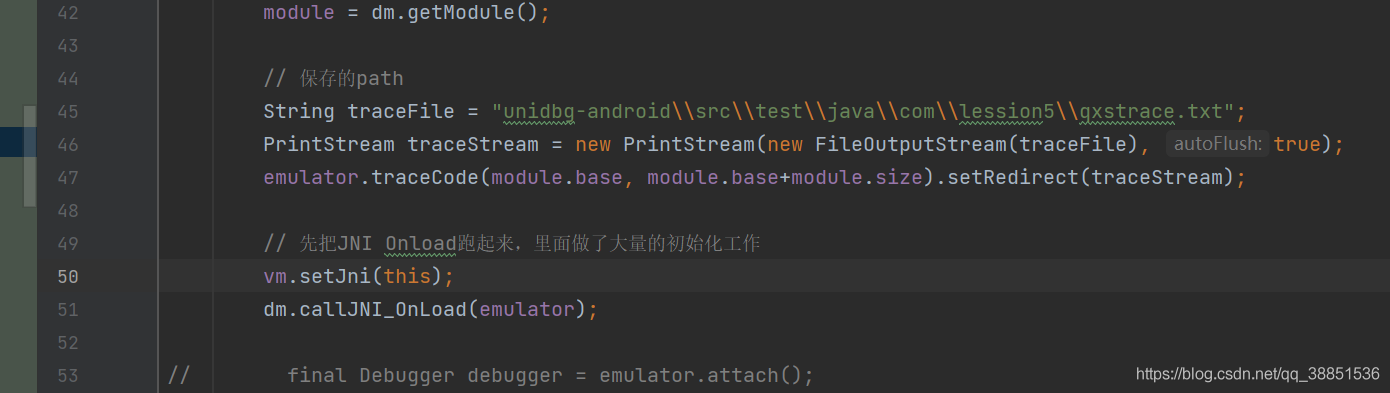 42 module = dm.getModule();
43
44 // 保存的path
45 String traceFile = "unidbg-android\\src\\test\\java\\com\\lession5\\qxstrace.txt";
46 PrintStream traceStream = new PrintStream(new FileOutputStream(traceFile), autoFlush: true);
47 emulator.traceCode(module.base, module.base+module.size).setRedirect(traceStream);
48
49 // 先把JNI Onload跑起来，里面做了大量的初始化工作
50 vm.setJni(this);
51 dm.callJNI_OnLoad(emulator);
52
53 // final Debugger debugger = emulator.attach();
https://blog.csdn.net/qq_38851536